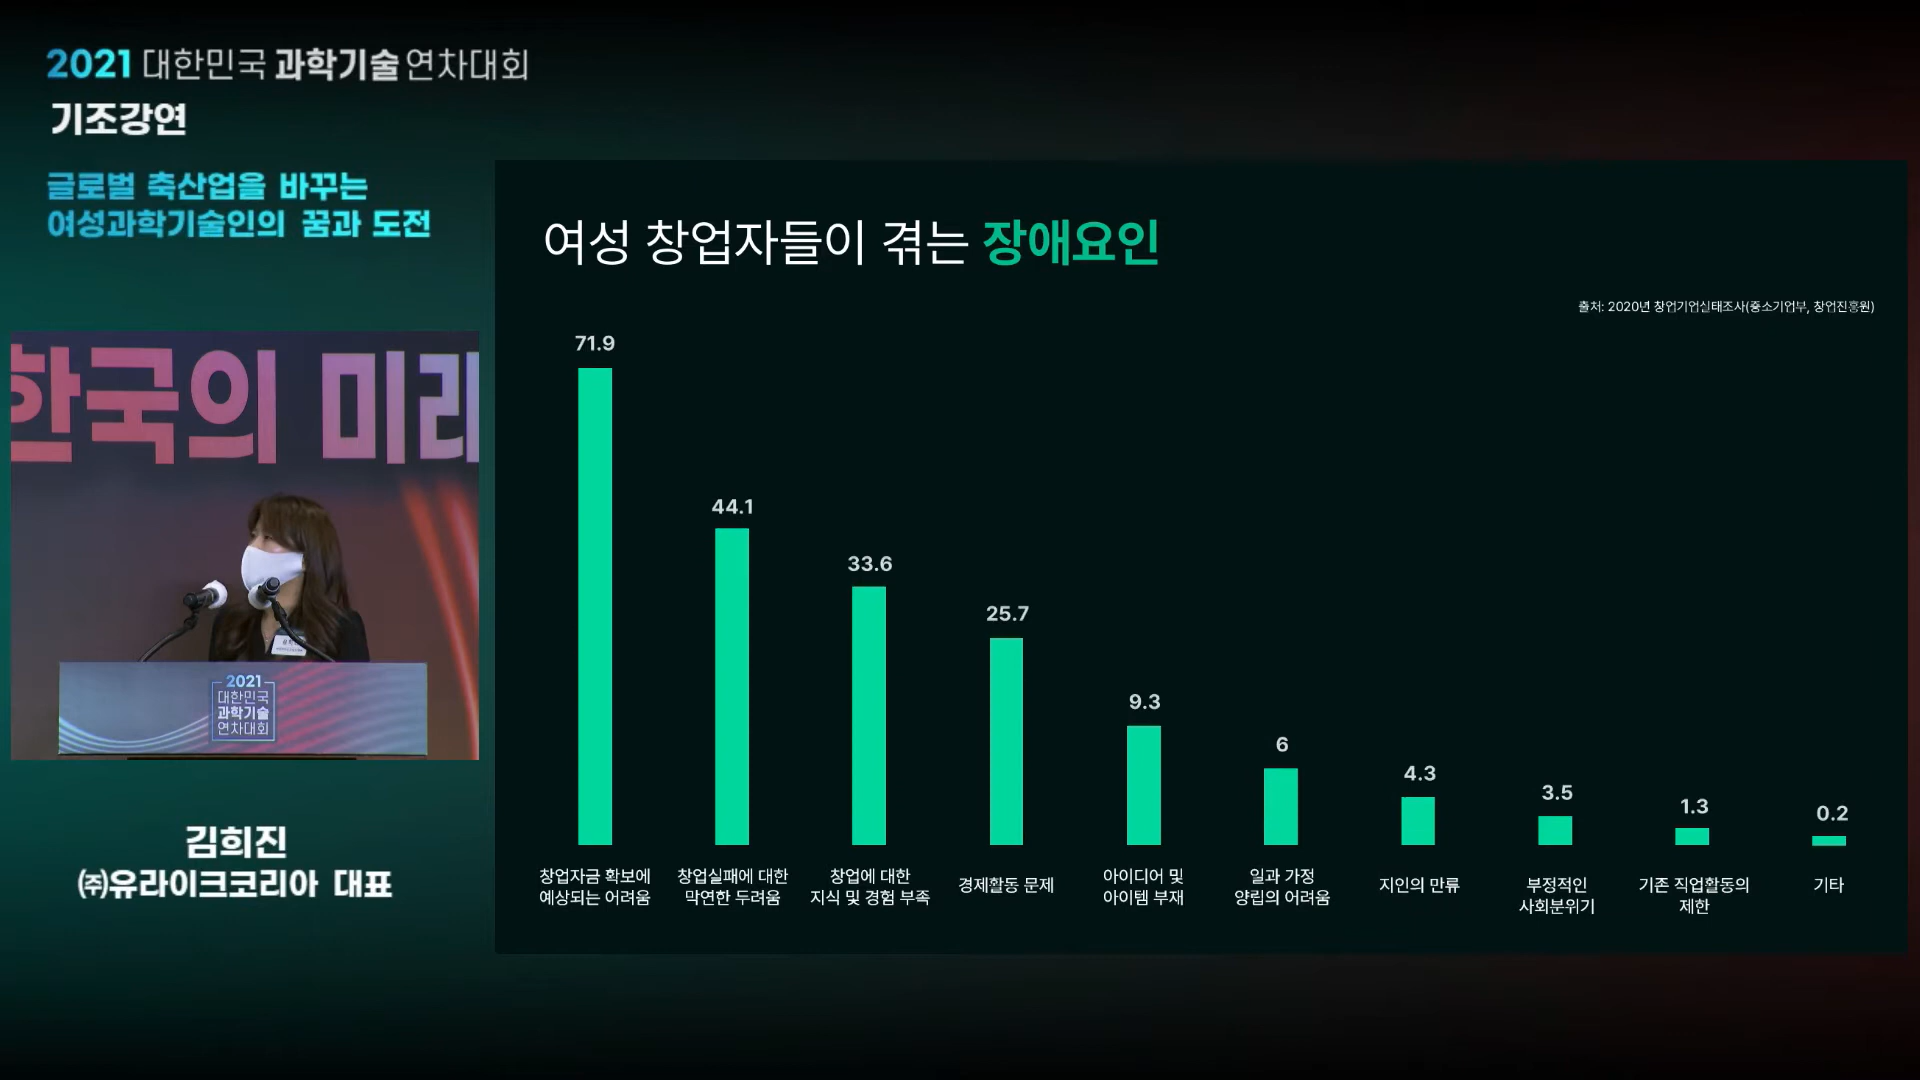 2021 대한민국 과학기술 연차대회
기조강연
글로벌 축산업을 바꾸는
여성과학기술인의 꿈과 도전
한국의 미래
2021
대한민국
과학기술
연차대회
김희진
㈜유라이크코리아 대표
여성 창업자들이 겪는 장애요인
출처: 2020년 창업기업실태조사(중소기업부, 창업진흥원)
71.9
44.1
33.6
25.7
9.3
6
4.3
3.5
1.3
0.2
창업자금 확보에
예상되는 어려움
창업실패에 대한
막연한 두려움
창업에 대한
지식 및 경험 부족
경제활동 문제
아이디어 및
아이템 부재
일과 가정
양립의 어려움
지인의 만류
부정적인
사회분위기
기존 직업활동의
제한
기타